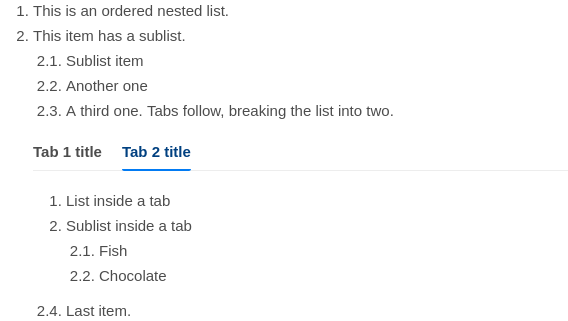 1. This is an ordered nested list.
2. This item has a sublist.
2.1. Sublist item
2.2. Another one
2.3. A third one. Tabs follow, breaking the list into two.
Tab 1 title Tab 2 title
1. List inside a tab
2. Sublist inside a tab
2.1. Fish
2.2. Chocolate
2.4. Last item.